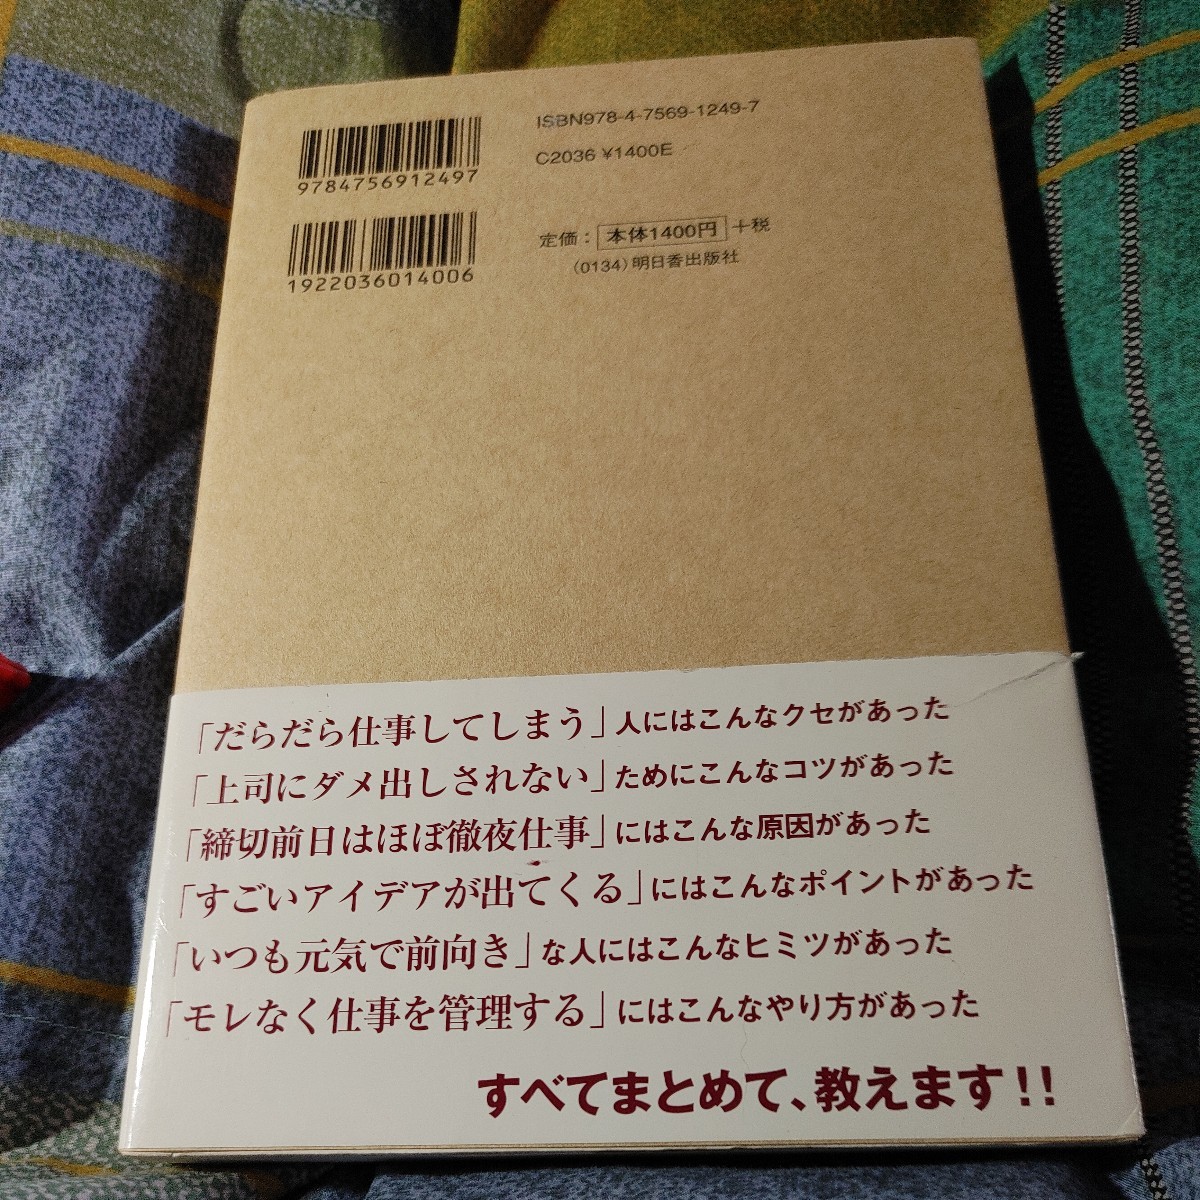 ISBN978-4-7569-1249-7
C2036 ¥1400E
9784756912497
定価：本体1400円＋税
(0134)明日香出版社
1922036014006
「だらだら仕事してしまう」人にはこんなクセがあった
「上司にダメ出しされない」ためにこんなコツがあった
「締切前日はほぼ徹夜仕事」にはこんな原因があった
「すごいアイデアが出てくる」にはこんなポイントがあった
「いつも元気で前向き」な人にはこんなヒミツがあった
「モレなく仕事を管理する」にはこんなやり方があった
すべてまとめて、教えます!!